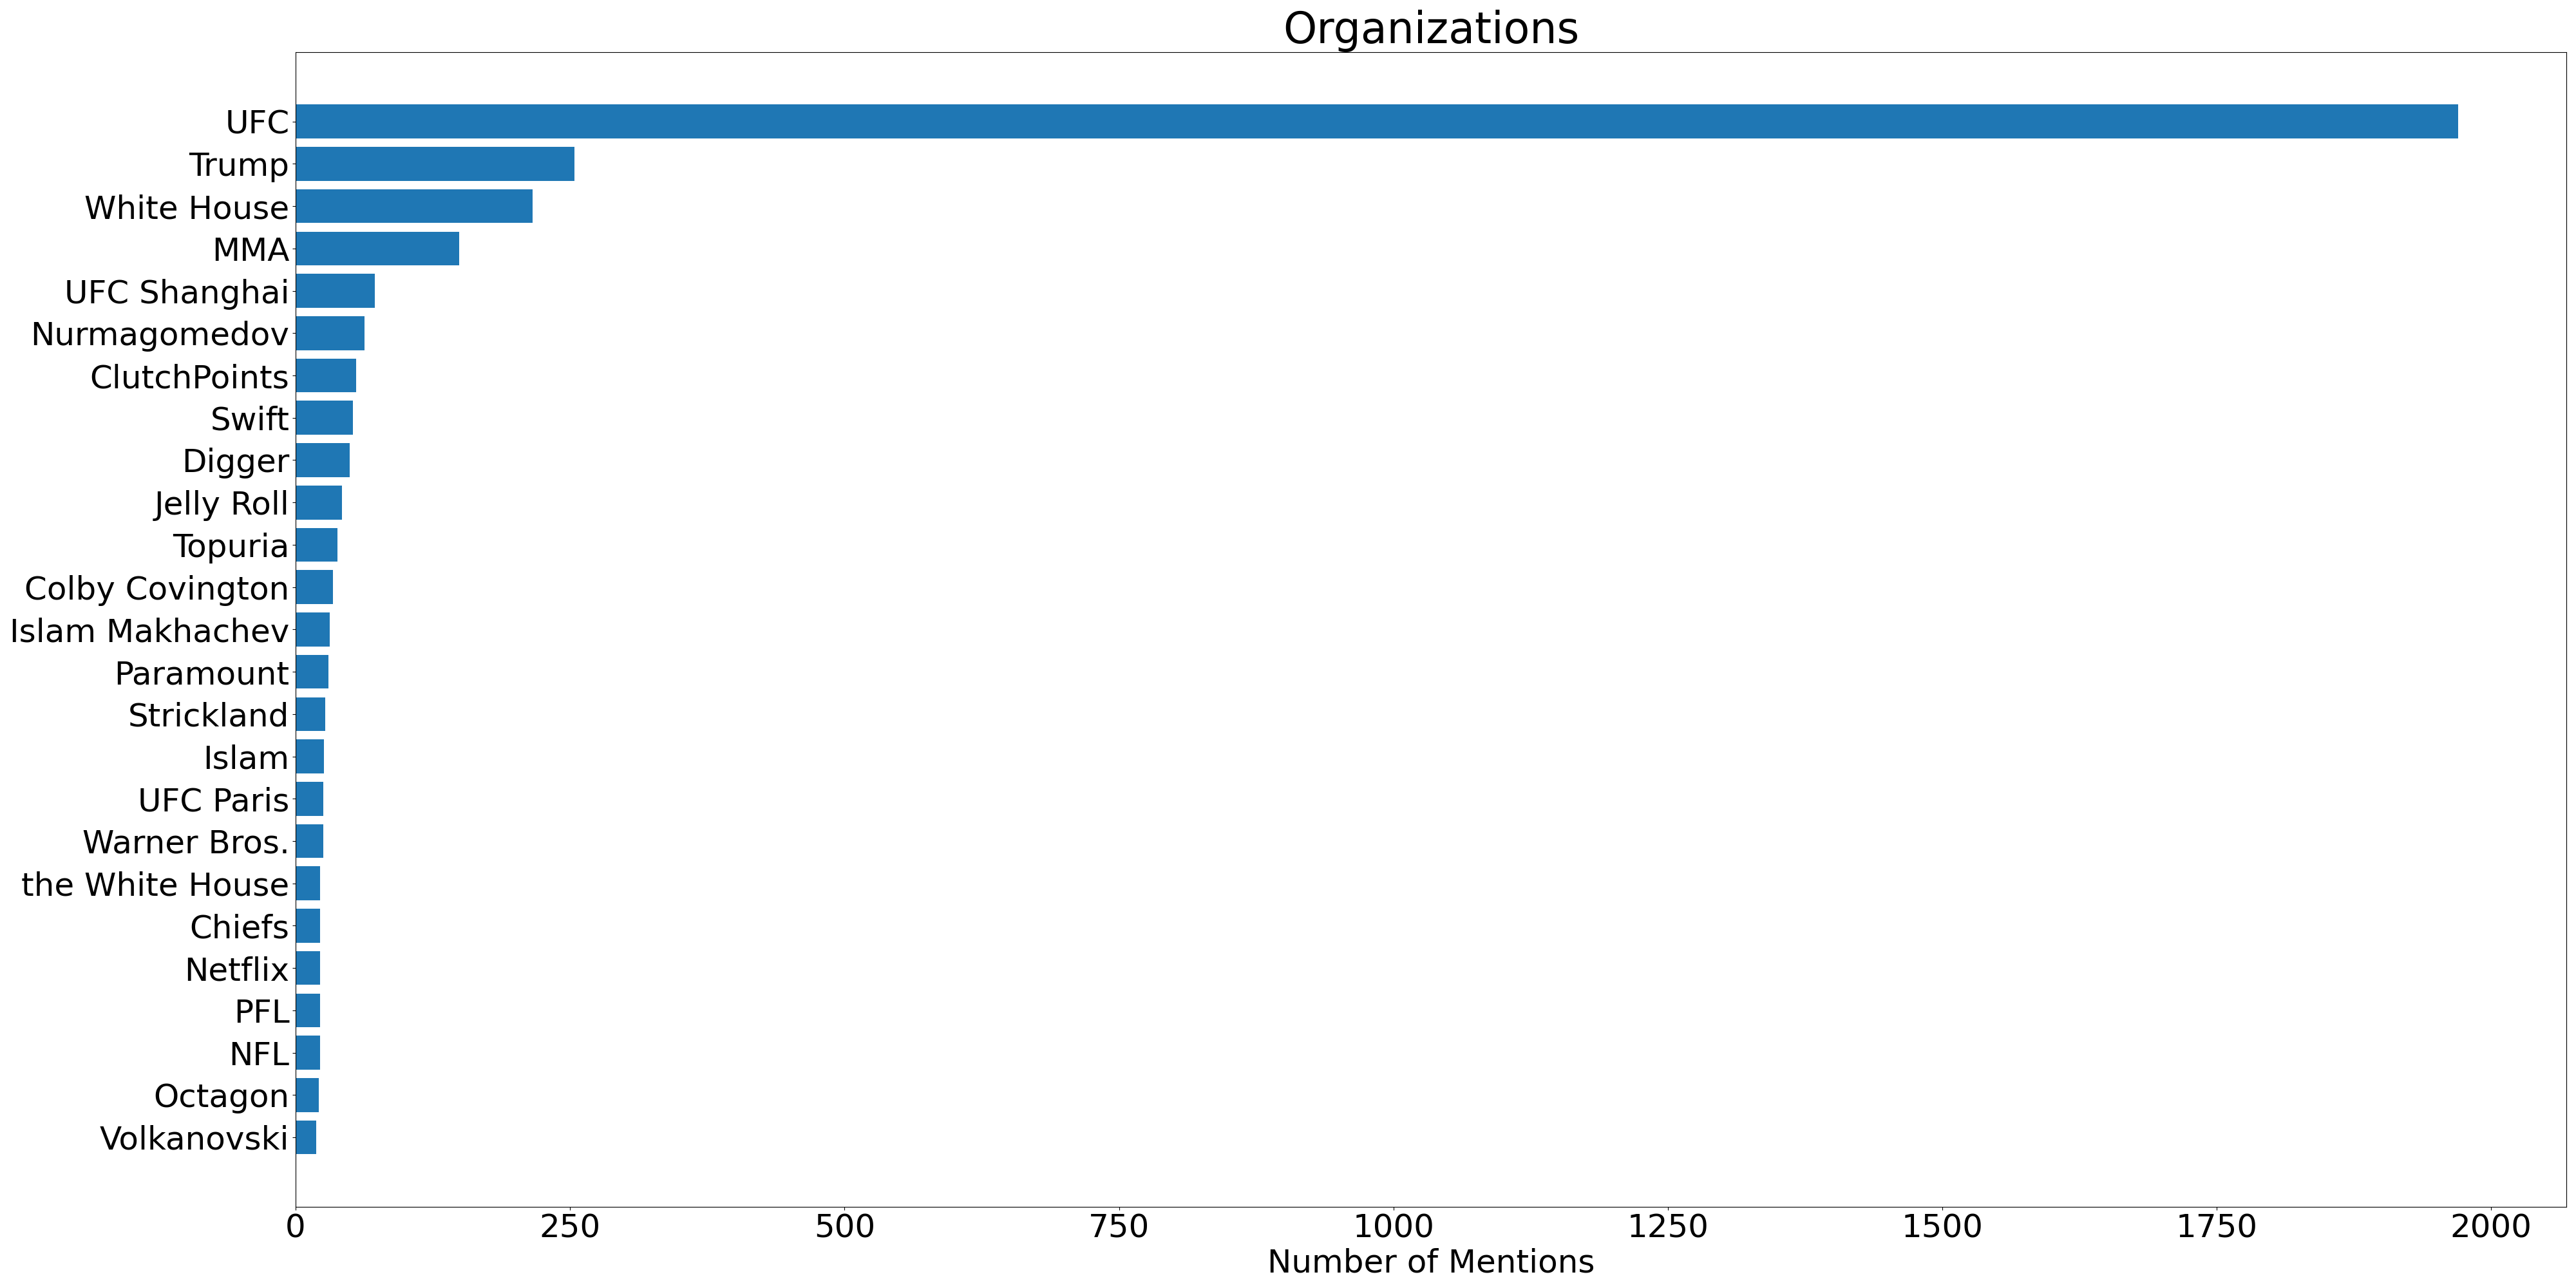 Organizations
UFC
Trump
White House
MMA
UFC Shanghai
Nurmagomedov
ClutchPoints
Swift
Digger
Jelly Roll
Topuria
Colby Covington
Islam Makhachev
Paramount
Strickland
Islam
UFC Paris
Warner Bros.
the White House
Chiefs
Netflix
PFL
NFL
Octagon
Volkanovski
0 250 500 750 1000 1250 1500 1750 2000
Number of Mentions